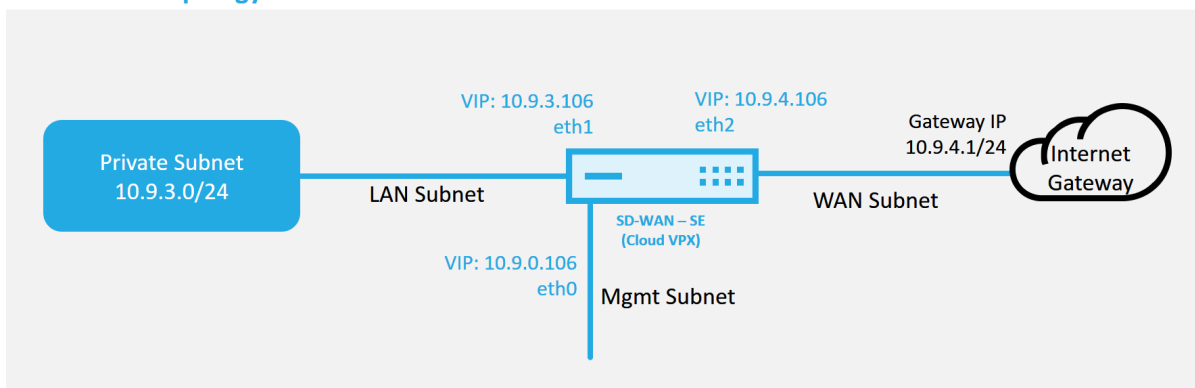 VIP: 10.9.3.106
eth1
VIP: 10.9.4.106
eth2
Gateway IP
10.9.4.1/24
Internet
Gateway
Private Subnet
10.9.3.0/24
LAN Subnet
WAN Subnet
SD-WAN – SE
(Cloud VPX)
VIP: 10.9.0.106
eth0
Mgmt Subnet